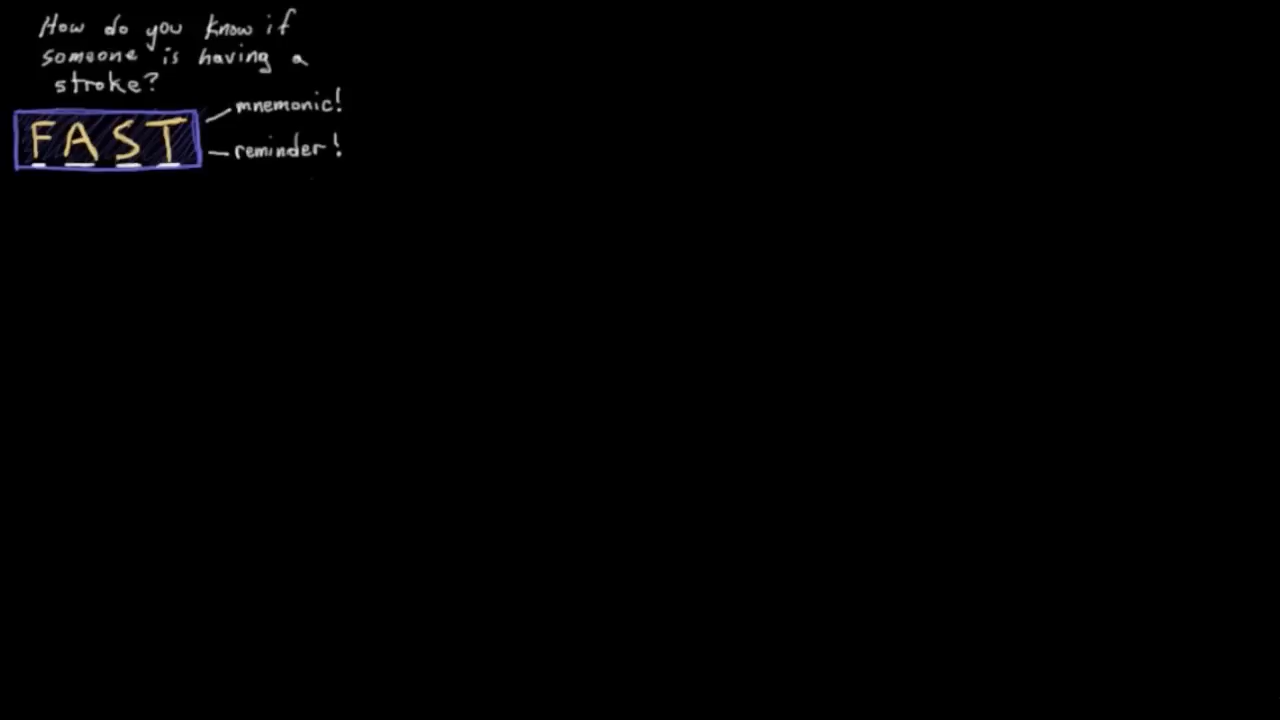 How do you know if
someone is having a
stroke?
FAST
mnemonic!
reminder!